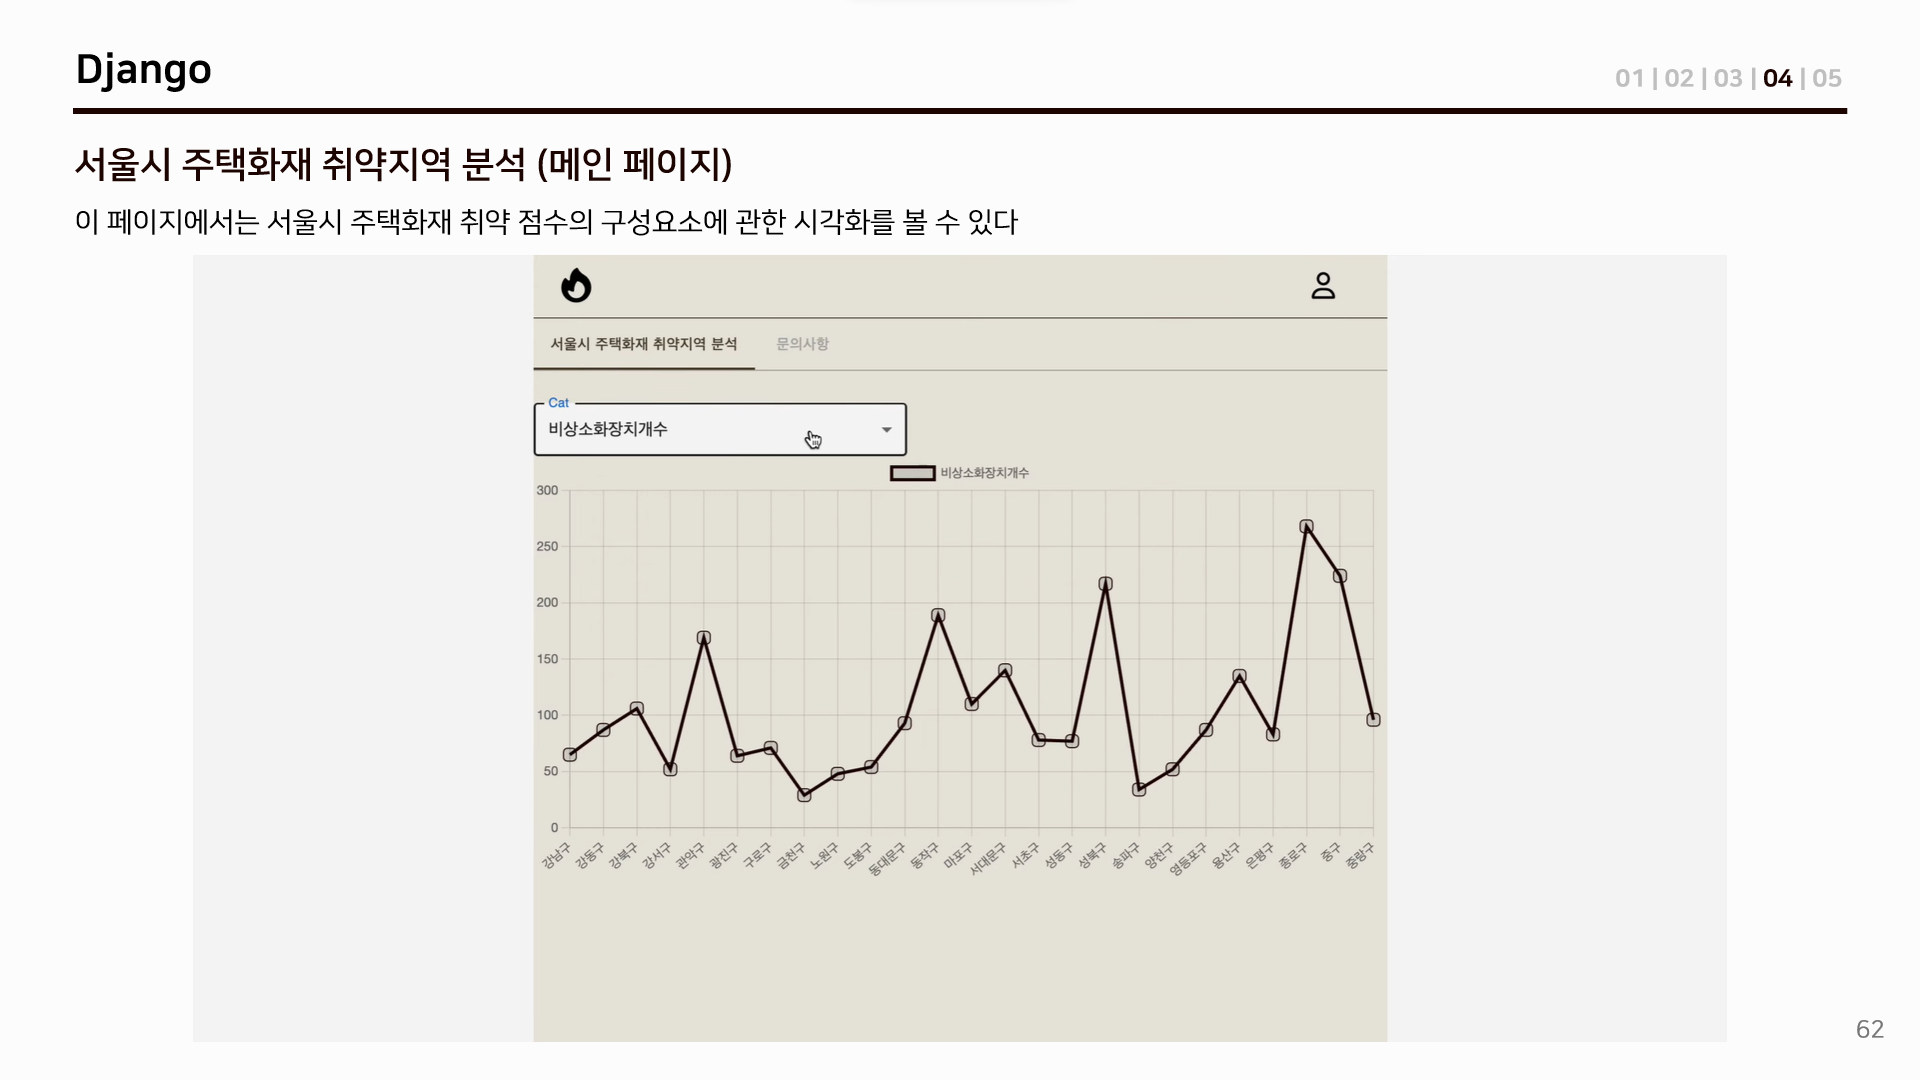 Django
01 | 02 | 03 | 04 | 05
서울시 주택화재 취약지역 분석 (메인 페이지)
이 페이지에서는 서울시 주택화재 취약 점수의 구성요소에 관한 시각화를 볼 수 있다
서울시 주택화재 취약지역 분석 문의사항
Cat
비상소화장치개수
비상소화장치개수
300
250
200
150
100
50
0
강남구 강동구 강북구 강서구 관악구 광진구 구로구 금천구 노원구 도봉구 동대문구 동작구 마포구 서대문구 서초구 성동구 성북구 송파구 양천구 영등포구 용산구 은평구 종로구 중구 중랑구
62